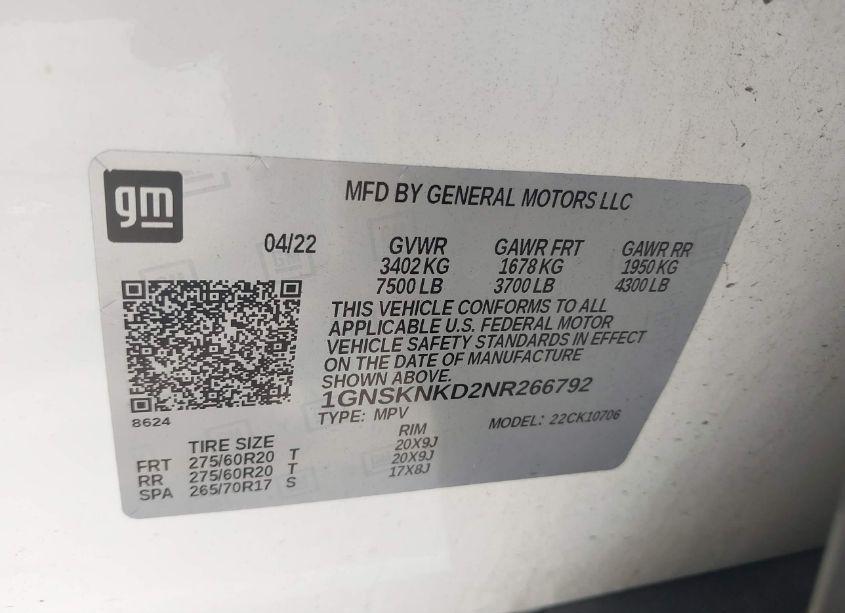 gm
MFD BY GENERAL MOTORS LLC
04/22 GVWR GAWR FRT GAWR RR
3402 KG 1678 KG 1950 KG
7500 LB 3700 LB 4300 LB
THIS VEHICLE CONFORMS TO ALL
APPLICABLE U.S. FEDERAL MOTOR
VEHICLE SAFETY STANDARDS IN EFFECT
ON THE DATE OF MANUFACTURE
SHOWN ABOVE.
1GNSKNKD2NR266792
8624 TYPE: MPV MODEL: 22CK10706
TIRE SIZE RIM
FRT 275/60R20 T 20X9J
RR 275/60R20 T 20X9J
SPA 265/70R17 S 17X8J